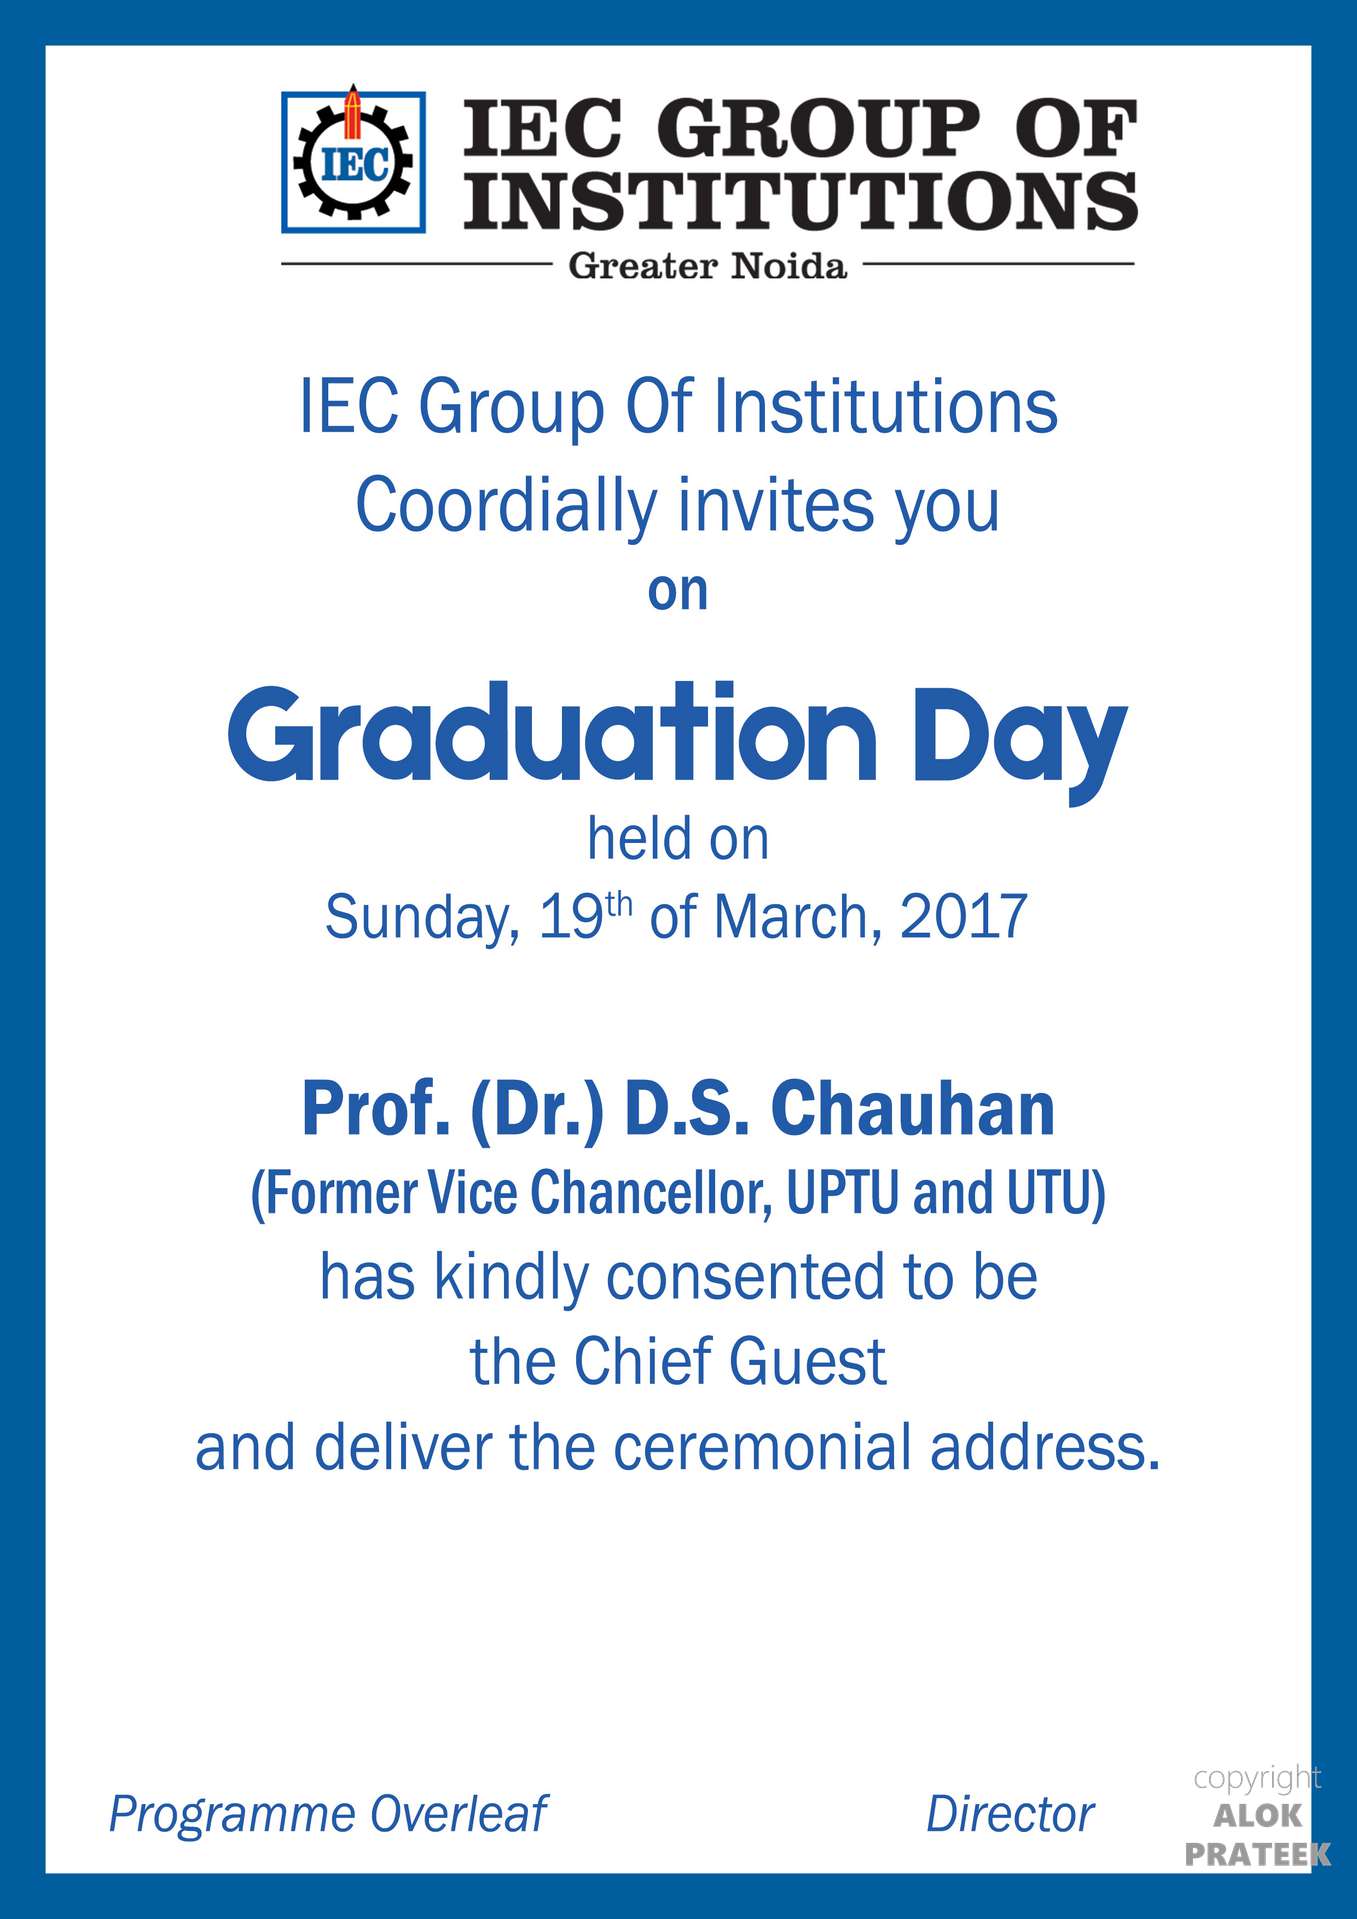 IEC
IEC GROUP OF
INSTITUTIONS
Greater Noida
IEC Group Of Institutions
Coordially invites you
on
Graduation Day
held on
Sunday, 19th of March, 2017
Prof. (Dr.) D.S. Chauhan
(Former Vice Chancellor, UPTU and UTU)
has kindly consented to be
the Chief Guest
and deliver the ceremonial address.
Programme Overleaf
Director
copyright
ALOK
PRATEEK